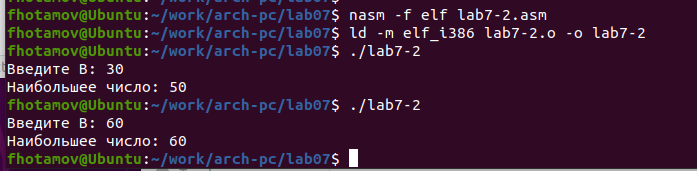 fhotamov@Ubuntu:~/work/arch-pc/lab07$ nasm -f elf lab7-2.asm
fhotamov@Ubuntu:~/work/arch-pc/lab07$ ld -m elf_i386 lab7-2.o -o lab7-2
fhotamov@Ubuntu:~/work/arch-pc/lab07$ ./lab7-2
Введите В: 30
Наибольшее число: 50
fhotamov@Ubuntu:~/work/arch-pc/lab07$ ./lab7-2
Введите В: 60
Наибольшее число: 60
fhotamov@Ubuntu:~/work/arch-pc/lab07$